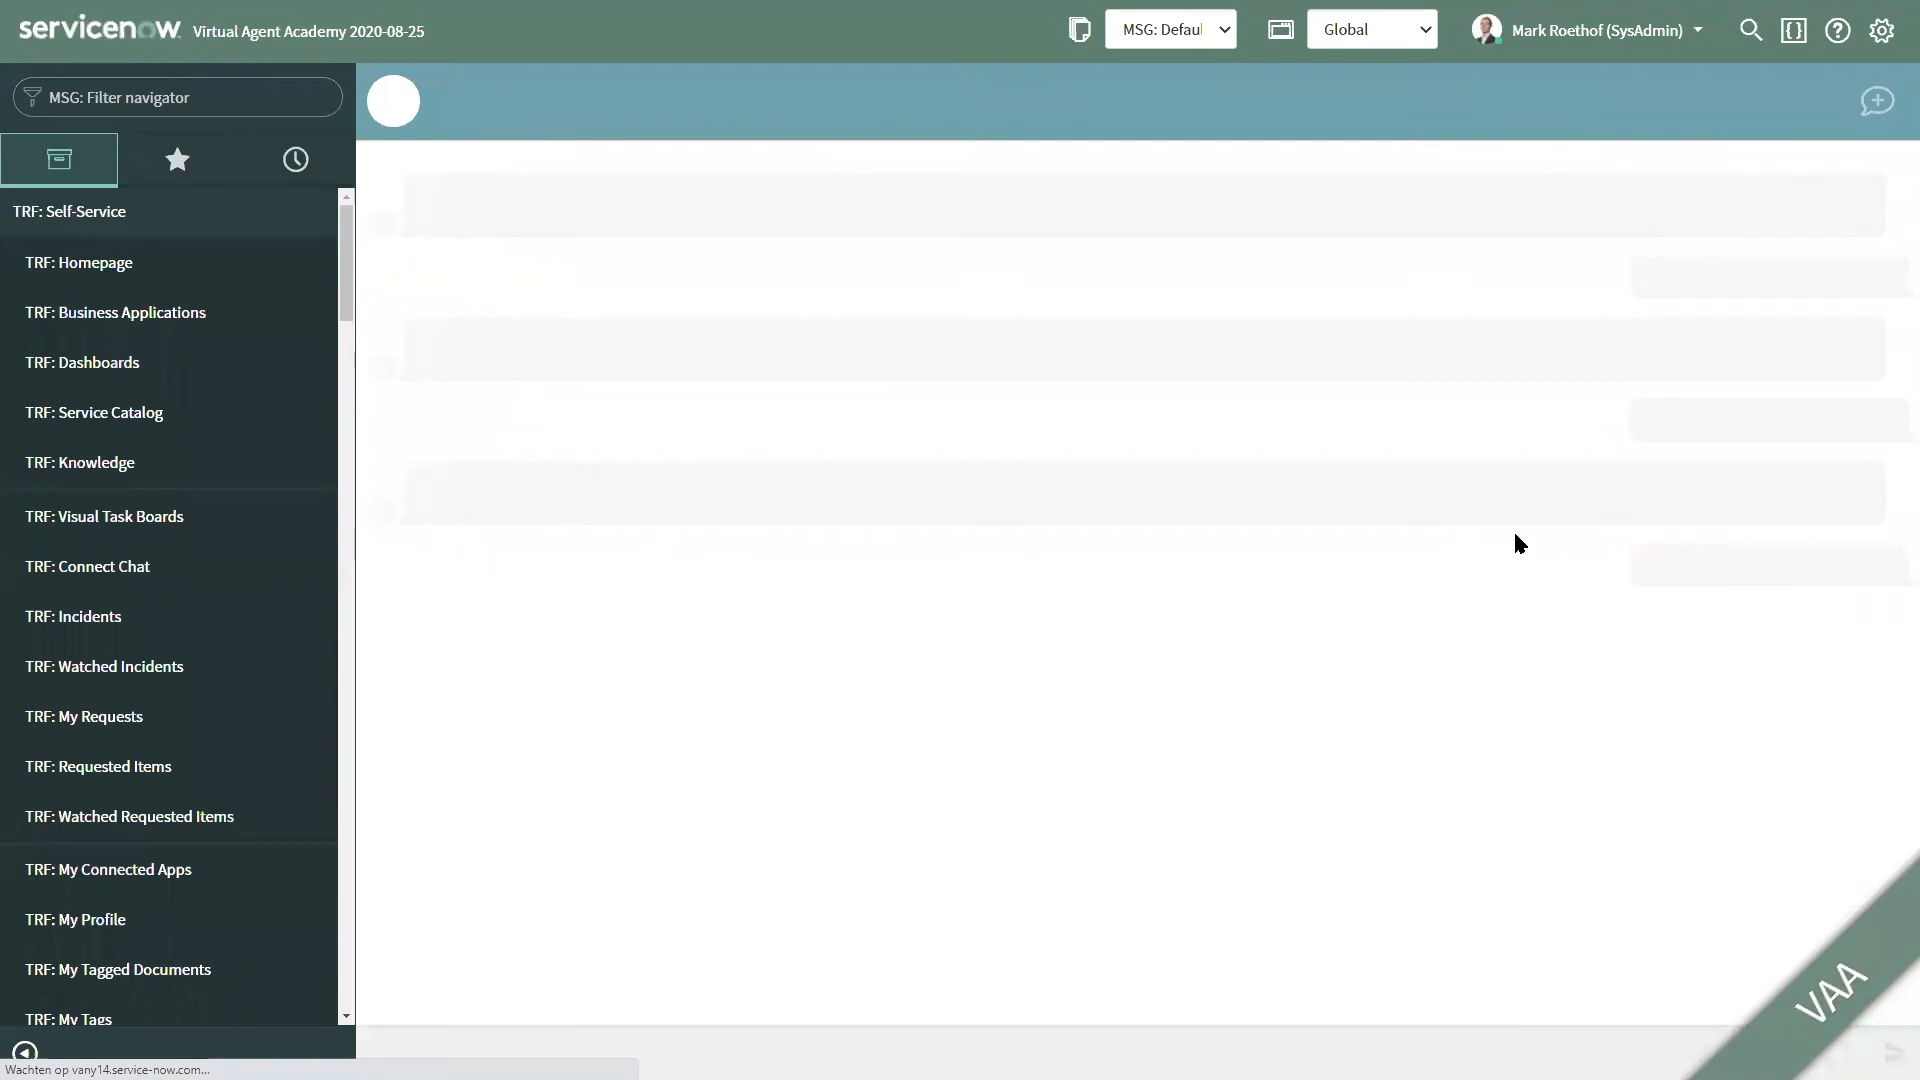 servicenow Virtual Agent Academy 2020-08-25
MSG: Defaul
Global
Mark Roethof (SysAdmin)
MSG: Filter navigator
TRF: Self-Service
TRF: Homepage
TRF: Business Applications
TRF: Dashboards
TRF: Service Catalog
TRF: Knowledge
TRF: Visual Task Boards
TRF: Connect Chat
TRF: Incidents
TRF: Watched Incidents
TRF: My Requests
TRF: Requested Items
TRF: Watched Requested Items
TRF: My Connected Apps
TRF: My Profile
TRF: My Tagged Documents
TRF: My Tags
VAA
Wachten op vany14.service-now.com...